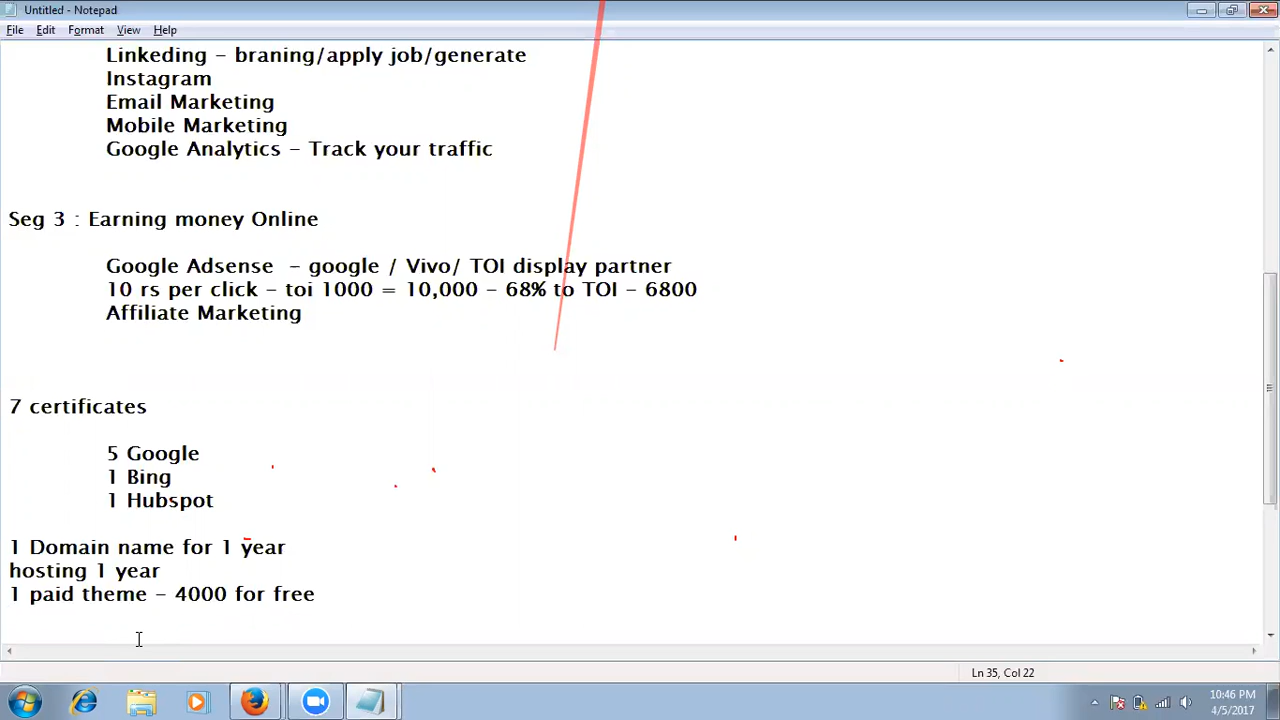 Untitled - Notepad
File Edit Format View Help
Linkeding - braning/apply job/generate
Instagram
Email Marketing
Mobile Marketing
Google Analytics - Track your traffic
Seg 3 : Earning money Online
Google Adsense - google / Vivo/ TOI display partner
10 rs per click - toi 1000 = 10,000 - 68% to TOI - 6800
Affiliate Marketing
7 certificates
5 Google
1 Bing
1 Hubspot
1 Domain name for 1 year
hosting 1 year
1 paid theme - 4000 for free
Ln 35, Col 22
10:46 PM
4/5/2017